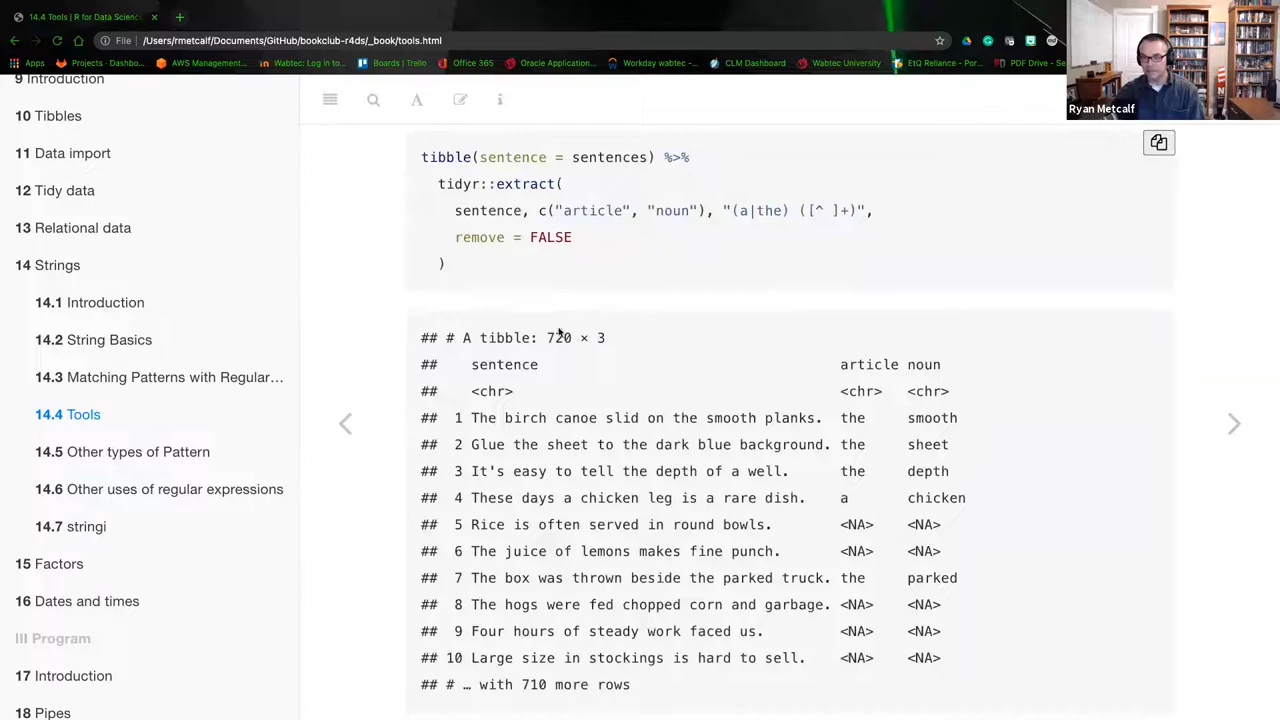 14.4 Tools | R for Data Scienc
File /Users/rmetcalf/Documents/GitHub/bookclub-r4ds/_book/tools.html
Apps Projects - Dashbo... AWS Management... Wabtec: Log in to... Boards | Trello Office 365 Oracle Application... Workday wabtec -... CLM Dashboard Wabtec University EtQ Reliance - Por... PDF Drive - Se
Ryan Metcalf
9 Introduction
10 Tibbles
11 Data import
12 Tidy data
13 Relational data
14 Strings
14.1 Introduction
14.2 String Basics
14.3 Matching Patterns with Regular...
14.4 Tools
14.5 Other types of Pattern
14.6 Other uses of regular expressions
14.7 stringi
15 Factors
16 Dates and times
III Program
17 Introduction
18 Pipes
tibble(sentence = sentences) %>%
tidyr::extract(
sentence, c("article", "noun"), "(a|the) ([^ ]+)",
remove = FALSE
)
## # A tibble: 720 × 3
## sentence article noun
## <chr> <chr> <chr>
## 1 The birch canoe slid on the smooth planks. the smooth
## 2 Glue the sheet to the dark blue background. the sheet
## 3 It's easy to tell the depth of a well. the depth
## 4 These days a chicken leg is a rare dish. a chicken
## 5 Rice is often served in round bowls. <NA> <NA>
## 6 The juice of lemons makes fine punch. <NA> <NA>
## 7 The box was thrown beside the parked truck. the parked
## 8 The hogs were fed chopped corn and garbage. <NA> <NA>
## 9 Four hours of steady work faced us. <NA> <NA>
## 10 Large size in stockings is hard to sell. <NA> <NA>
## # … with 710 more rows